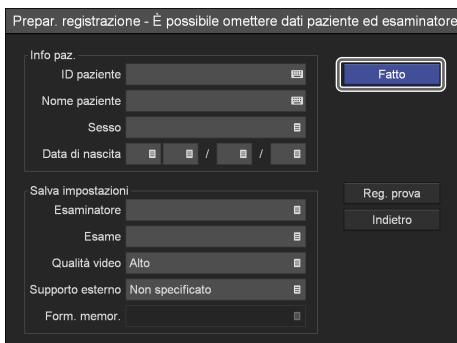 Prepar. registrazione - È possibile omettere dati paziente ed esaminatore
Info paz.
ID paziente
Nome paziente
Sesso
Data di nascita / /
Fatto
Salva impostazioni
Esaminatore
Esame
Qualità video Alto
Supporto esterno Non specificato
Form. memor.
Reg. prova
Indietro